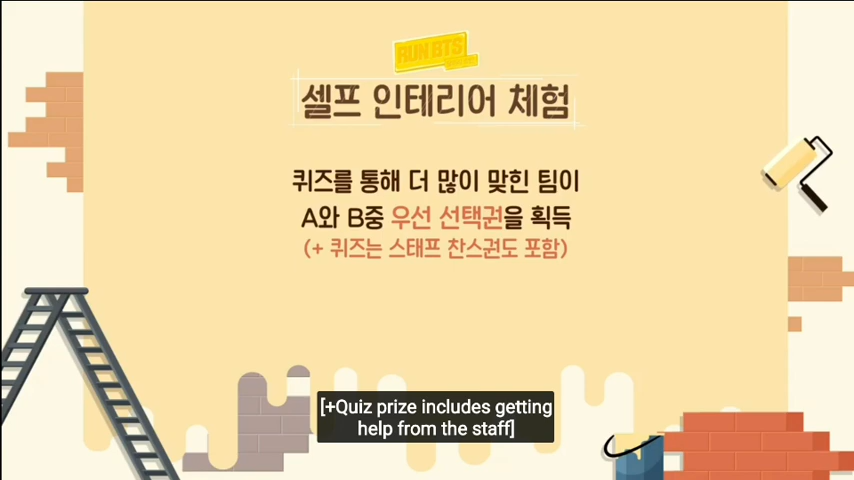 RUN BTS
셀프 인테리어 체험
퀴즈를 통해 더 많이 맞힌 팀이
A와 B중 우선 선택권을 획득
(+ 퀴즈는 스태프 찬스권도 포함)
[+Quiz prize includes getting
help from the staff]